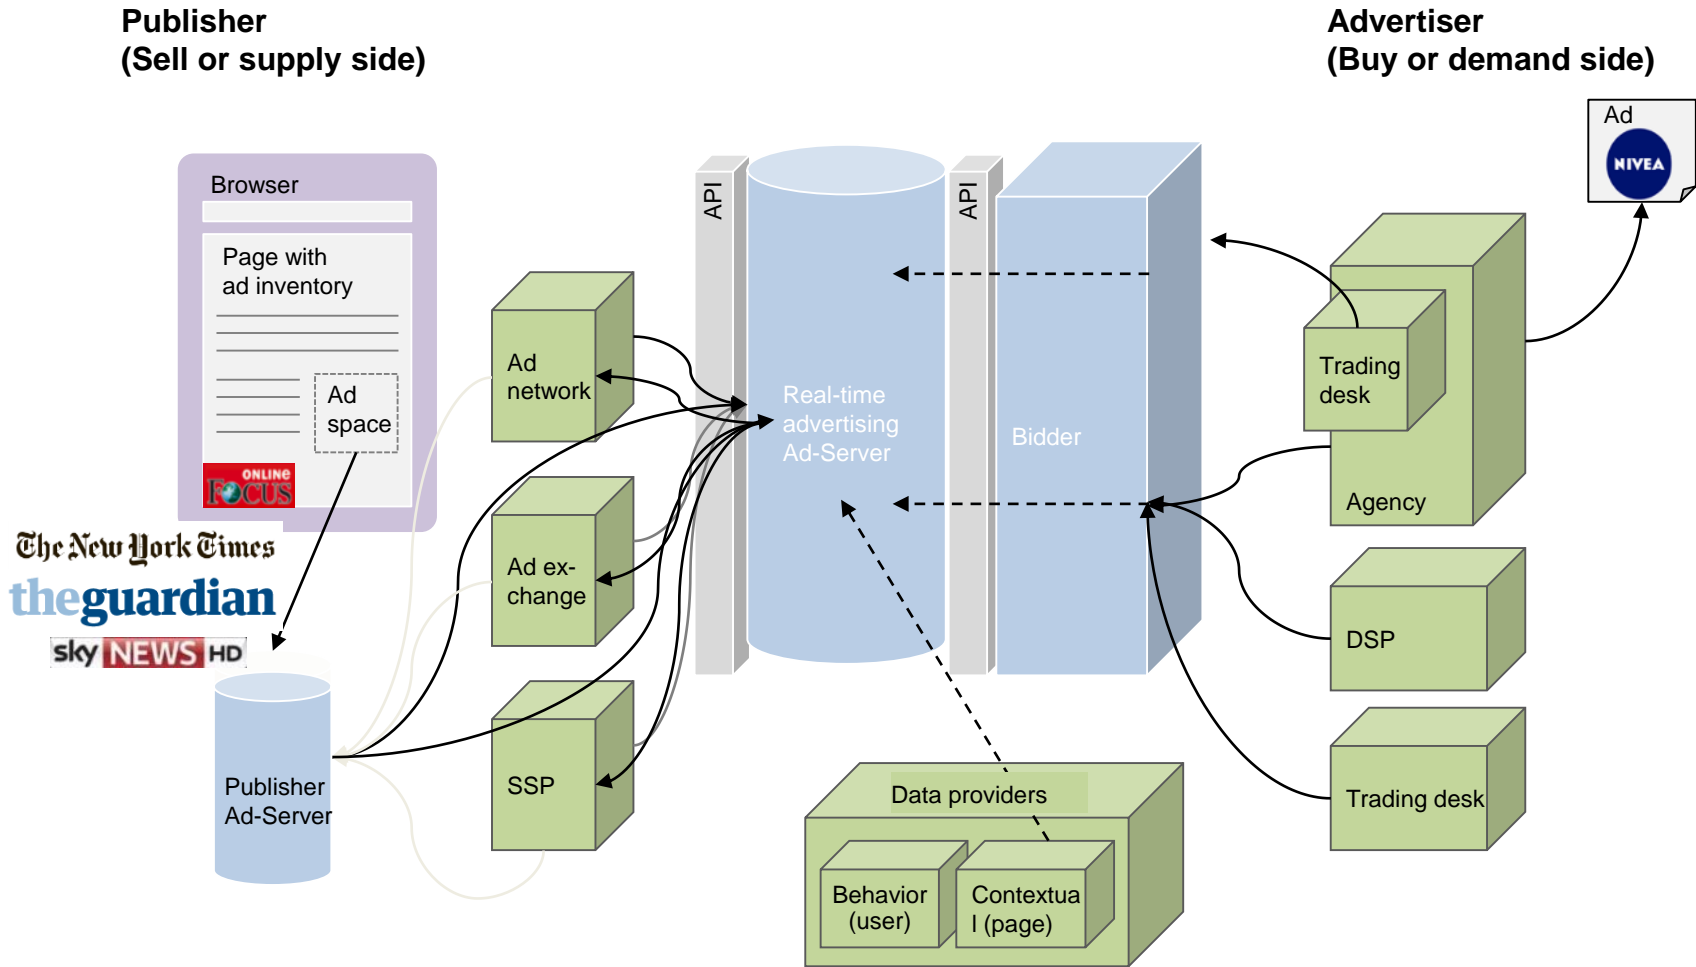 Publisher
(Sell or supply side)
Advertiser
(Buy or demand side)
Ad
NIVEA
Browser
Page with
ad inventory
Ad
space
ONLINE
FOCUS
The New York Times
theguardian
sky NEWS HD
Publisher
Ad-Server
Ad
network
Ad ex-
change
SSP
API
Real-time
advertising
Ad-Server
API
Bidder
Trading
desk
Agency
DSP
Trading desk
Data providers
Behavior
(user)
Contextua
l (page)